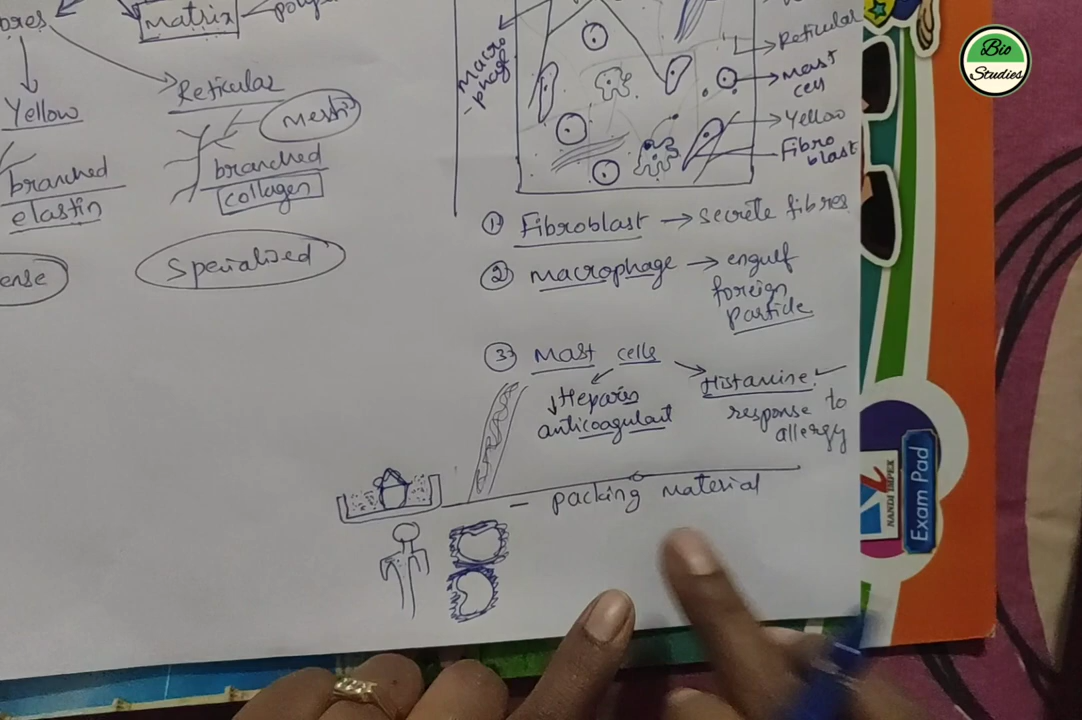 Matrix
Yellow
Reticular
Mesh
branched
elastin
branched
collagen
Specialised
Macro
-phage
Reticular
Mast
cell
Yellow
Fibro
blast
① Fibroblast → secrete fibres
② Macrophage → engulf
foreign
particle
③ Mast cells
Heparin
anticoagulant
Histamine
response to
allergy
– packing material
Bio
Studies
NANDI IMPEX
Exam Pad